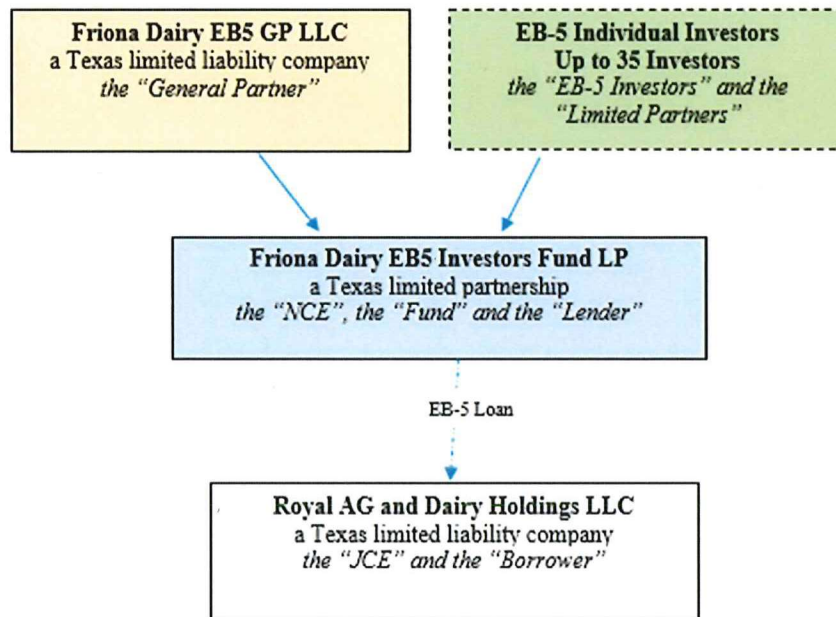 Friona Dairy EB5 GP LLC
a Texas limited liability company
the “General Partner”
EB-5 Individual Investors
Up to 35 Investors
the “EB-5 Investors” and the
“Limited Partners”
Friona Dairy EB5 Investors Fund LP
a Texas limited partnership
the “NCE”, the “Fund” and the “Lender”
EB-5 Loan
Royal AG and Dairy Holdings LLC
a Texas limited liability company
the “JCE” and the “Borrower”